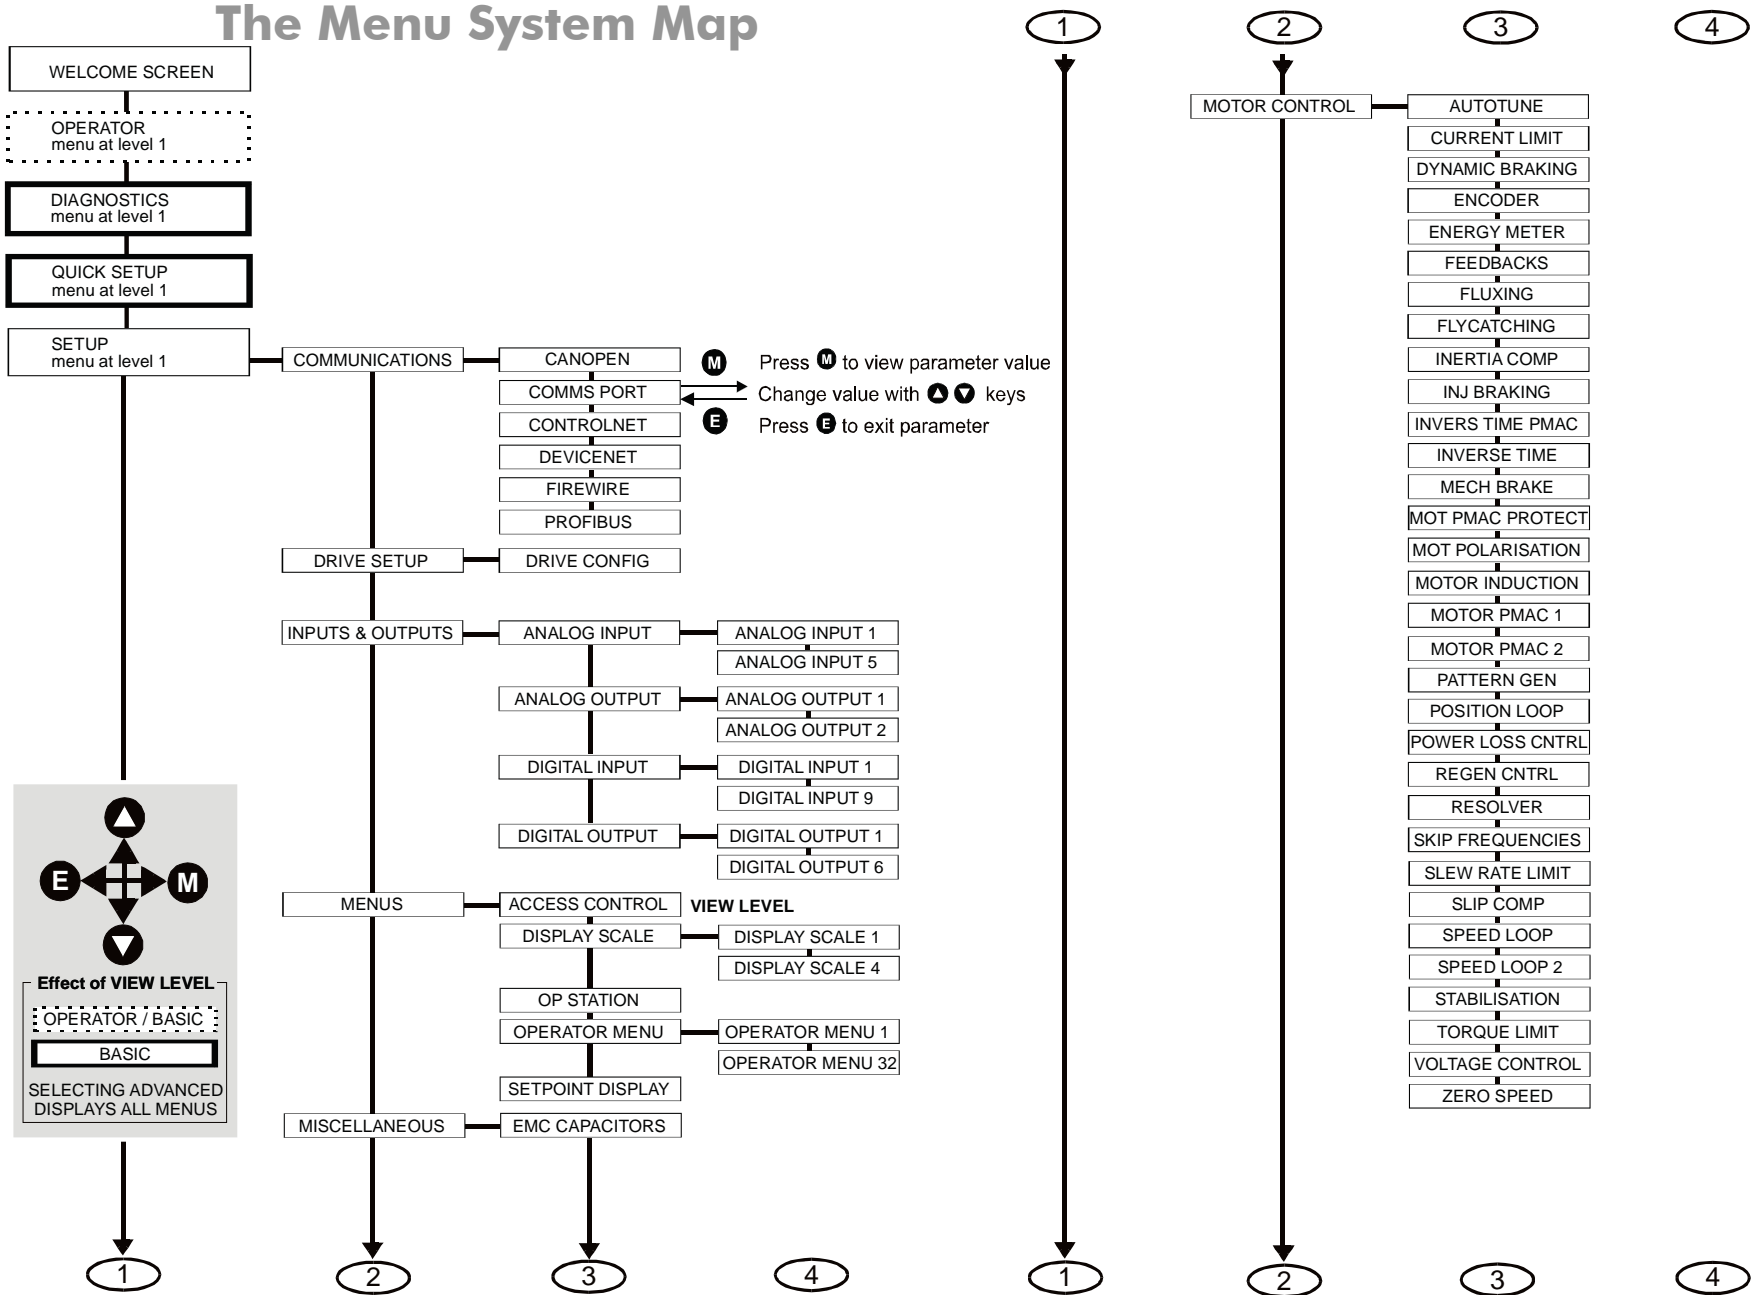 The Menu System Map
WELCOME SCREEN
OPERATOR
menu at level 1
DIAGNOSTICS
menu at level 1
QUICK SETUP
menu at level 1
SETUP
menu at level 1
COMMUNICATIONS
CANOPEN
COMMS PORT
CONTROLNET
DEVICENET
FIREWIRE
PROFIBUS
M Press M to view parameter value
Change value with keys
E Press E to exit parameter
DRIVE SETUP
DRIVE CONFIG
INPUTS & OUTPUTS
ANALOG INPUT
ANALOG INPUT 1
ANALOG INPUT 5
ANALOG OUTPUT
ANALOG OUTPUT 1
ANALOG OUTPUT 2
DIGITAL INPUT
DIGITAL INPUT 1
DIGITAL INPUT 9
DIGITAL OUTPUT
DIGITAL OUTPUT 1
DIGITAL OUTPUT 6
MENUS
ACCESS CONTROL
VIEW LEVEL
DISPLAY SCALE
DISPLAY SCALE 1
DISPLAY SCALE 4
OP STATION
OPERATOR MENU
OPERATOR MENU 1
OPERATOR MENU 32
SETPOINT DISPLAY
MISCELLANEOUS
EMC CAPACITORS
E
M
Effect of VIEW LEVEL
OPERATOR / BASIC
BASIC
SELECTING ADVANCED
DISPLAYS ALL MENUS
1
2
3
4
1
2
3
4
MOTOR CONTROL
AUTOTUNE
CURRENT LIMIT
DYNAMIC BRAKING
ENCODER
ENERGY METER
FEEDBACKS
FLUXING
FLYCATCHING
INERTIA COMP
INJ BRAKING
INVERS TIME PMAC
INVERSE TIME
MECH BRAKE
MOT PMAC PROTECT
MOT POLARISATION
MOTOR INDUCTION
MOTOR PMAC 1
MOTOR PMAC 2
PATTERN GEN
POSITION LOOP
POWER LOSS CNTRL
REGEN CNTRL
RESOLVER
SKIP FREQUENCIES
SLEW RATE LIMIT
SLIP COMP
SPEED LOOP
SPEED LOOP 2
STABILISATION
TORQUE LIMIT
VOLTAGE CONTROL
ZERO SPEED
1
2
3
4